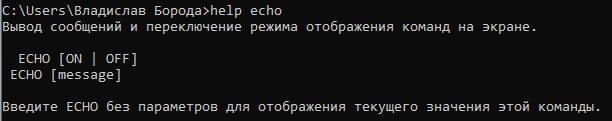 C:\Users\Владислав Борода>help echo
Вывод сообщений и переключение режима отображения команд на экране.
  ECHO [ON | OFF]
 ECHO [message]
Введите ECHO без параметров для отображения текущего значения этой команды.